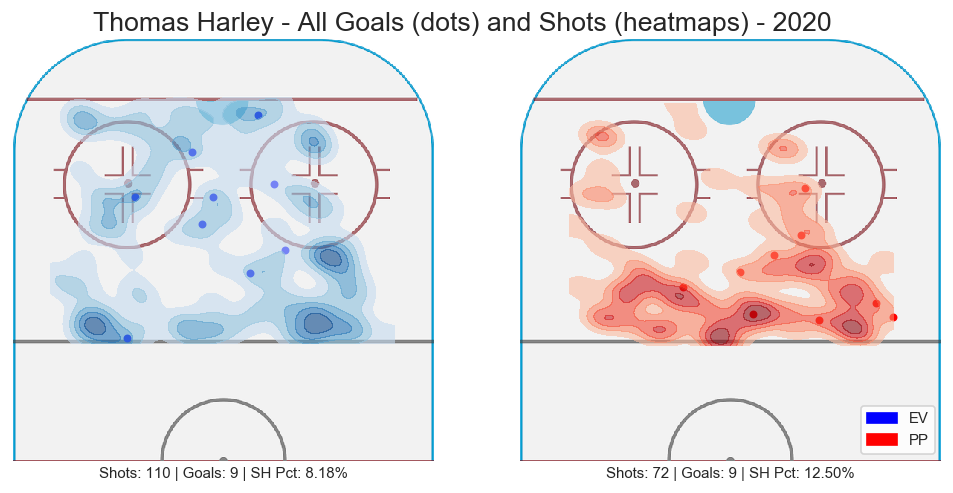 Thomas Harley - All Goals (dots) and Shots (heatmaps) - 2020
EV
PP
Shots: 110 | Goals: 9 | SH Pct: 8.18%
Shots: 72 | Goals: 9 | SH Pct: 12.50%